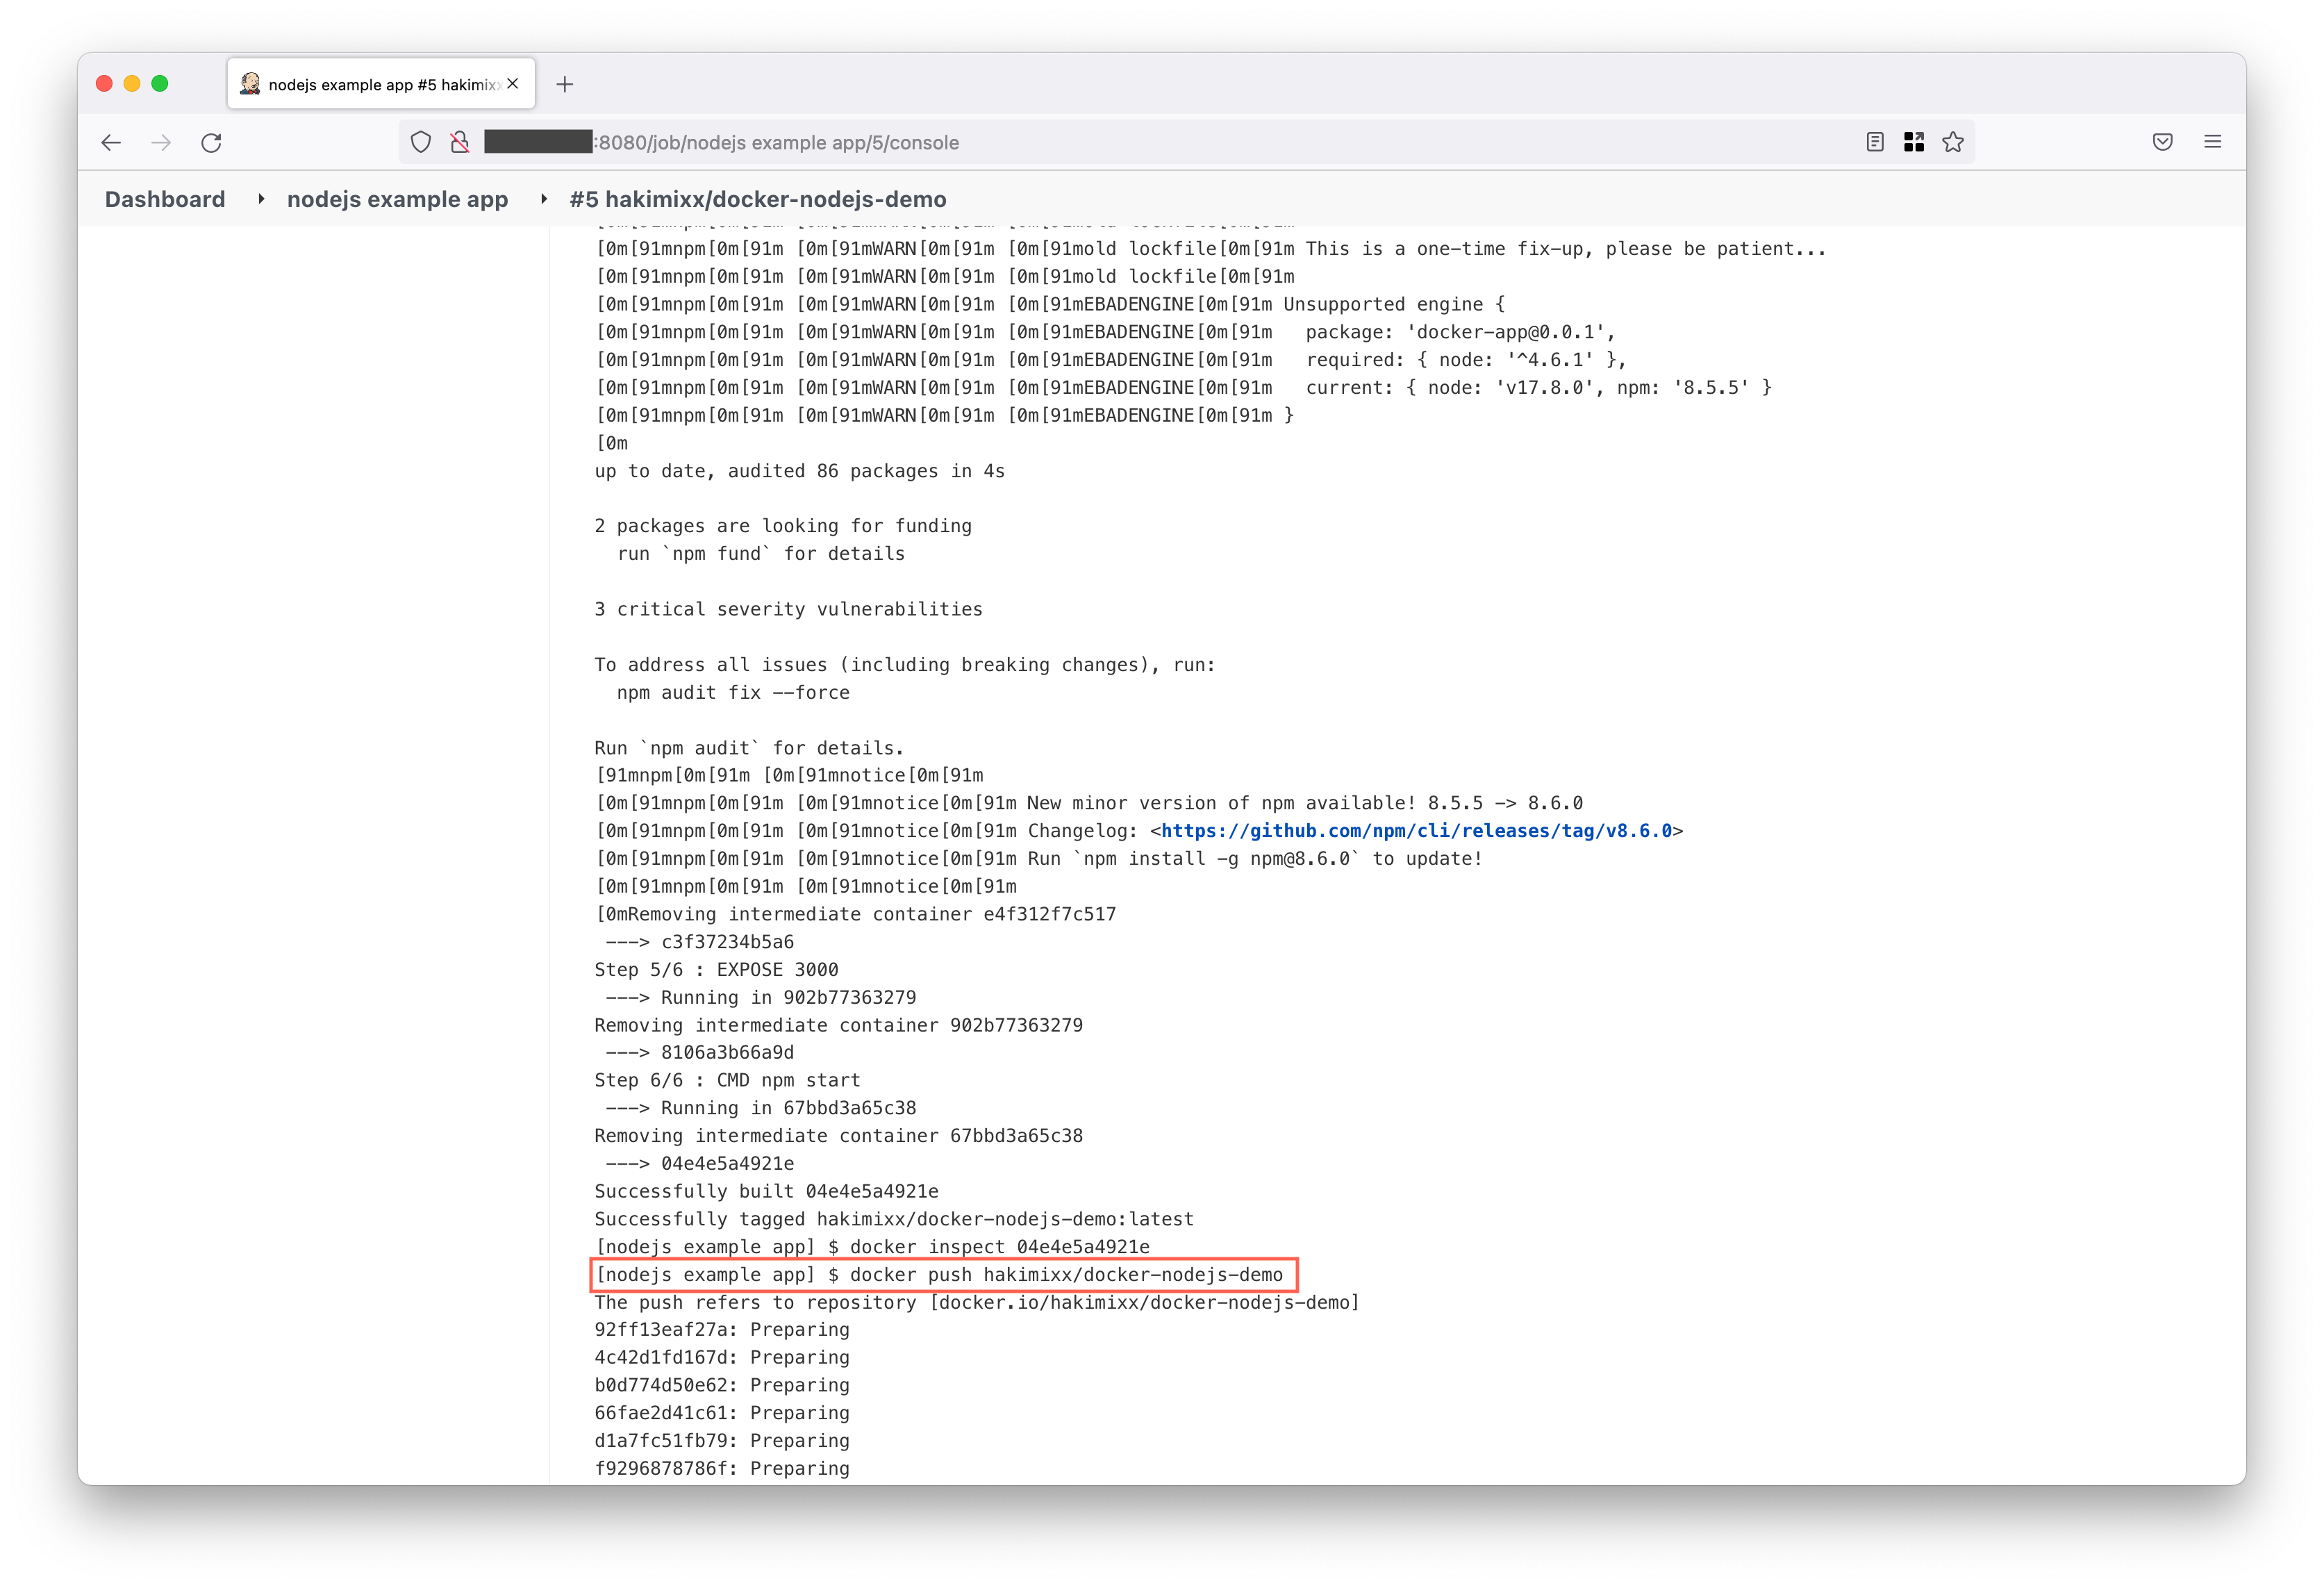 nodejs example app #5 hakimixx
:8080/job/nodejs example app/5/console
Dashboard nodejs example app #5 hakimixx/docker-nodejs-demo
[0m[91mnpm[0m[91m [0m[91mWARN[0m[91m [0m[91mold lockfile[0m[91m This is a one-time fix-up, please be patient...
[0m[91mnpm[0m[91m [0m[91mWARN[0m[91m [0m[91mold lockfile[0m[91m
[0m[91mnpm[0m[91m [0m[91mWARN[0m[91m [0m[91mEBADENGINE[0m[91m Unsupported engine {
[0m[91mnpm[0m[91m [0m[91mWARN[0m[91m [0m[91mEBADENGINE[0m[91m   package: 'docker-app@0.0.1',
[0m[91mnpm[0m[91m [0m[91mWARN[0m[91m [0m[91mEBADENGINE[0m[91m   required: { node: '^4.6.1' },
[0m[91mnpm[0m[91m [0m[91mWARN[0m[91m [0m[91mEBADENGINE[0m[91m   current: { node: 'v17.8.0', npm: '8.5.5' }
[0m[91mnpm[0m[91m [0m[91mWARN[0m[91m [0m[91mEBADENGINE[0m[91m }
[0m
up to date, audited 86 packages in 4s
2 packages are looking for funding
  run `npm fund` for details
3 critical severity vulnerabilities
To address all issues (including breaking changes), run:
  npm audit fix --force
Run `npm audit` for details.
[91mnpm[0m[91m [0m[91mnotice[0m[91m
[0m[91mnpm[0m[91m [0m[91mnotice[0m[91m New minor version of npm available! 8.5.5 -> 8.6.0
[0m[91mnpm[0m[91m [0m[91mnotice[0m[91m Changelog: <https://github.com/npm/cli/releases/tag/v8.6.0>
[0m[91mnpm[0m[91m [0m[91mnotice[0m[91m Run `npm install -g npm@8.6.0` to update!
[0m[91mnpm[0m[91m [0m[91mnotice[0m[91m
[0mRemoving intermediate container e4f312f7c517
 ---> c3f37234b5a6
Step 5/6 : EXPOSE 3000
 ---> Running in 902b77363279
Removing intermediate container 902b77363279
 ---> 8106a3b66a9d
Step 6/6 : CMD npm start
 ---> Running in 67bbd3a65c38
Removing intermediate container 67bbd3a65c38
 ---> 04e4e5a4921e
Successfully built 04e4e5a4921e
Successfully tagged hakimixx/docker-nodejs-demo:latest
[nodejs example app] $ docker inspect 04e4e5a4921e
[nodejs example app] $ docker push hakimixx/docker-nodejs-demo
The push refers to repository [docker.io/hakimixx/docker-nodejs-demo]
92ff13eaf27a: Preparing
4c42d1fd167d: Preparing
b0d774d50e62: Preparing
66fae2d41c61: Preparing
d1a7fc51fb79: Preparing
f9296878786f: Preparing